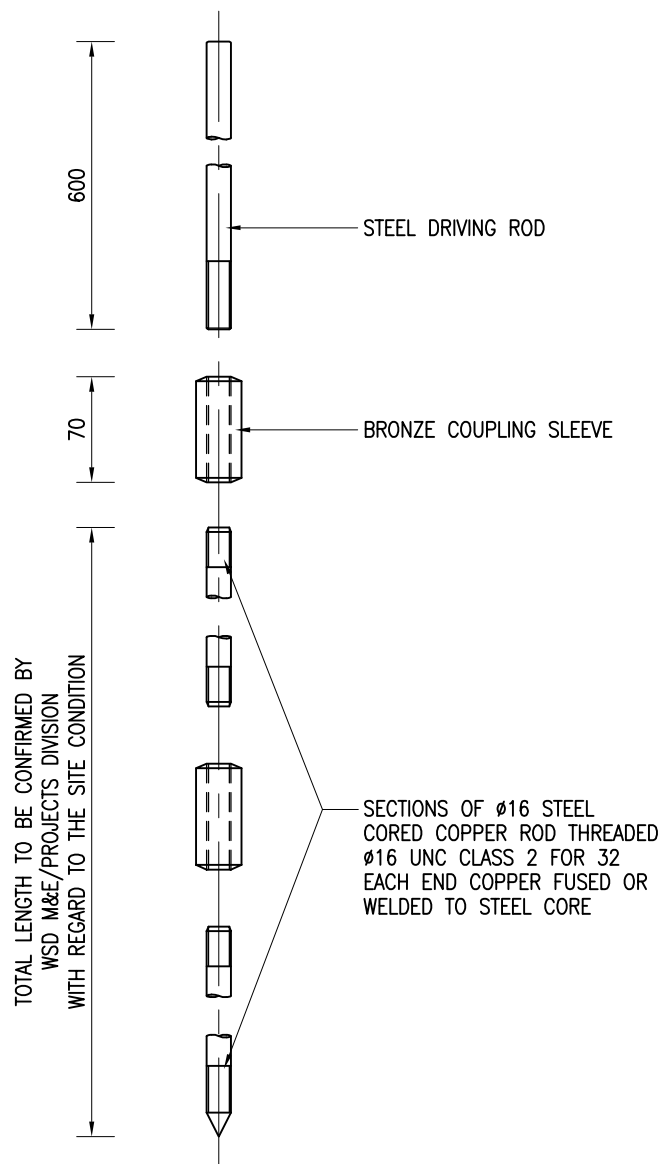 600
STEEL DRIVING ROD
70
BRONZE COUPLING SLEEVE
TOTAL LENGTH TO BE CONFIRMED BY
WSD M&E/PROJECTS DIVISION
WITH REGARD TO THE SITE CONDITION
SECTIONS OF ø16 STEEL
CORED COPPER ROD THREADED
ø16 UNC CLASS 2 FOR 32
EACH END COPPER FUSED OR
WELDED TO STEEL CORE